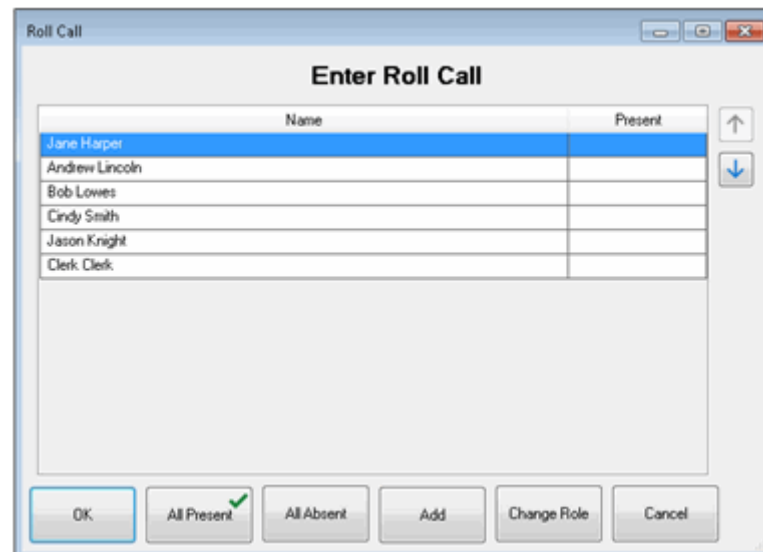 Roll Call
Enter Roll Call
Name Present
Jane Harper
Andrew Lincoln
Bob Lowes
Cindy Smith
Jason Knight
Clerk Clerk
OK All Present All Absent Add Change Role Cancel